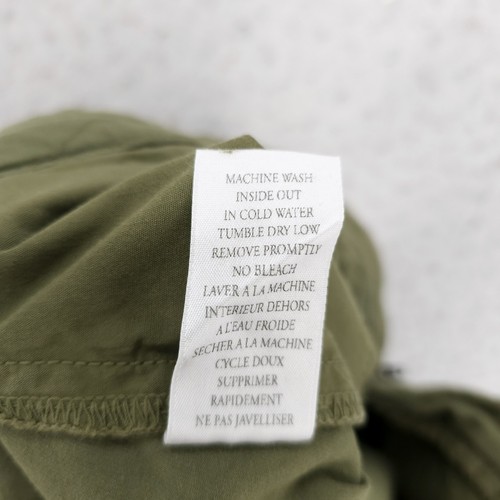 MACHINE WASH
INSIDE OUT
IN COLD WATER
TUMBLE DRY LOW
REMOVE PROMPTLY
NO BLEACH
LAVER A LA MACHINE
INTERIEUR DEHORS
A L'EAU FROIDE
SECHER A LA MACHINE
CYCLE DOUX
SUPPRIMER
RAPIDEMENT
NE PAS JAVELLISER